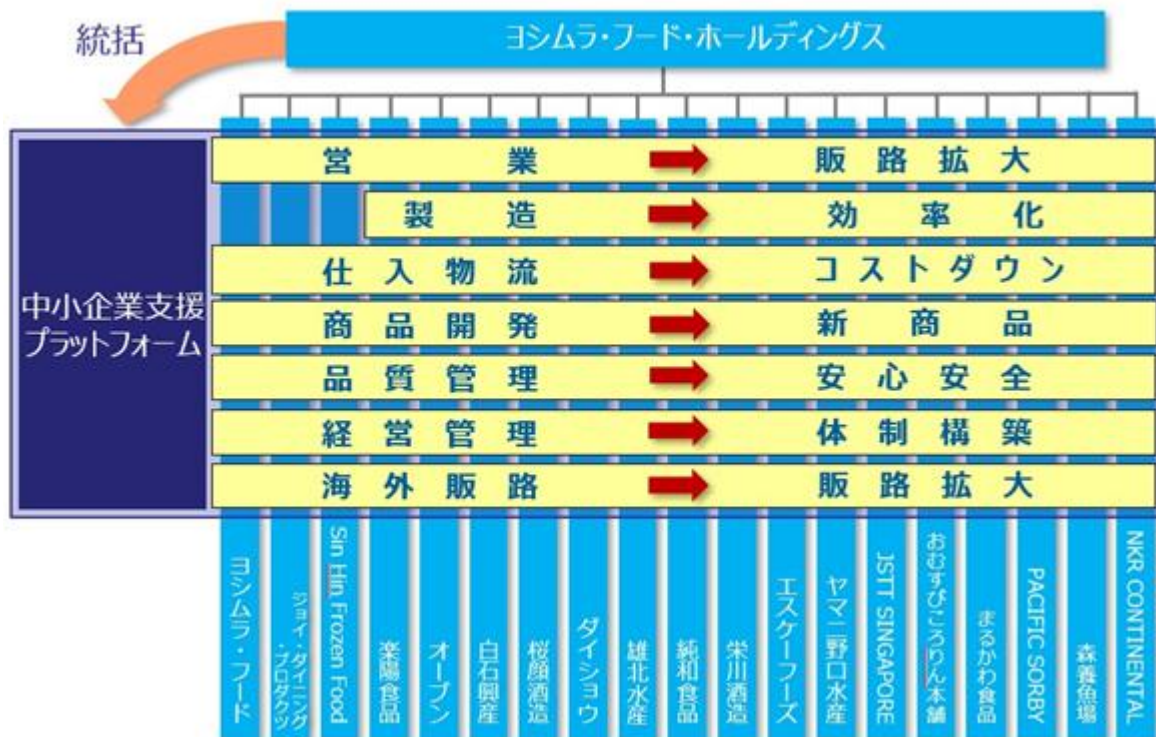 統括
ヨシムラ・フード・ホールディングス
中小企業支援
プラットフォーム
営業 販路拡大
製造 効率化
仕入物流 コストダウン
商品開発 新商品
品質管理 安心安全
経営管理 体制構築
海外販路 販路拡大
ヨシムラ・フード
ジョイ・ダイニング
・プロダクツ
Sin Hin Frozen Food
楽陽食品
オーブン
白石興産
桜顔酒造
ダイショウ
雄北水産
純和食品
栄川酒造
エスケーフーズ
ヤマニ野口水産
JSTT SINGAPORE
おむすびころりん本舗
まるかわ食品
PACIFIC SORBY
森養魚場
NKR CONTINENTAL